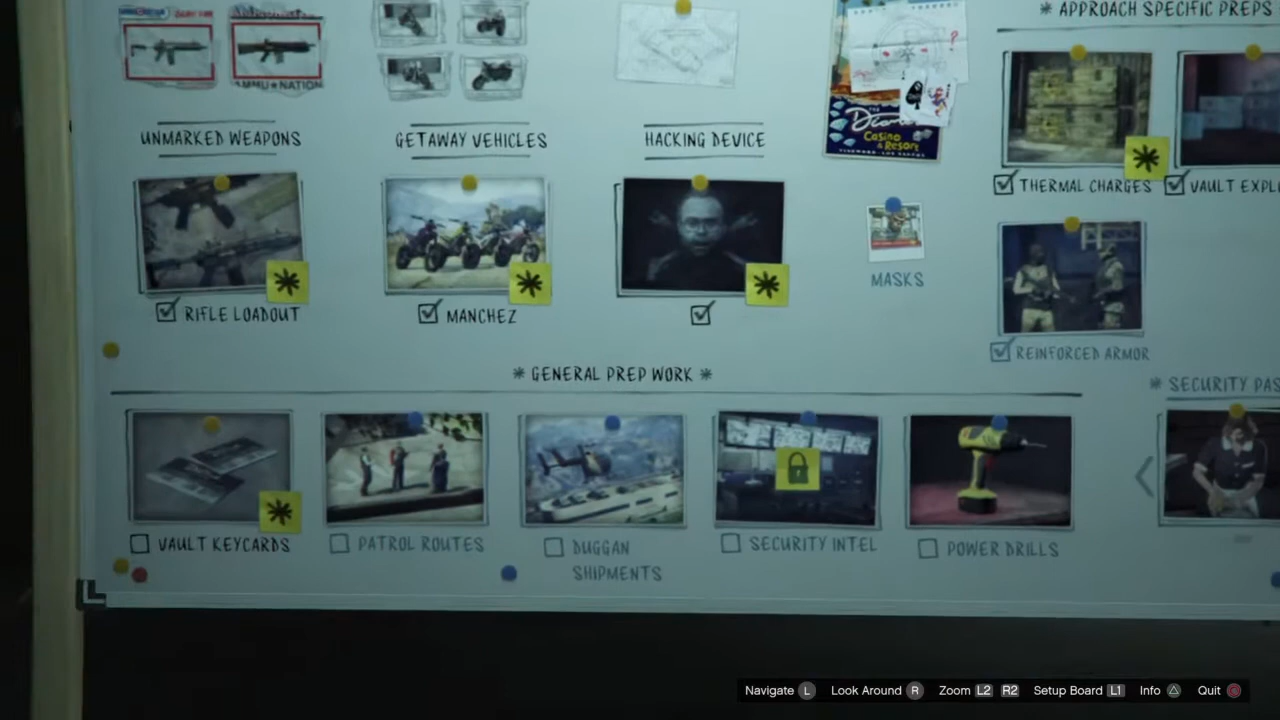 * APPROACH SPECIFIC PREPS
AMMU★NATION
?
THE
Diam
Casino
& Resort
UNMARKED WEAPONS
GETAWAY VEHICLES
HACKING DEVICE
☑ THERMAL CHARGES
☑ VAULT EXPL
MASKS
☑ RIFLE LOADOUT
☑ MANCHEZ
☑
☑ REINFORCED ARMOR
* GENERAL PREP WORK *
* SECURITY PAS
☐ VAULT KEYCARDS
☐ PATROL ROUTES
☐ DUGGAN
SHIPMENTS
☐ SECURITY INTEL
☐ POWER DRILLS
Navigate L Look Around R Zoom L2 R2 Setup Board L1 Info Quit